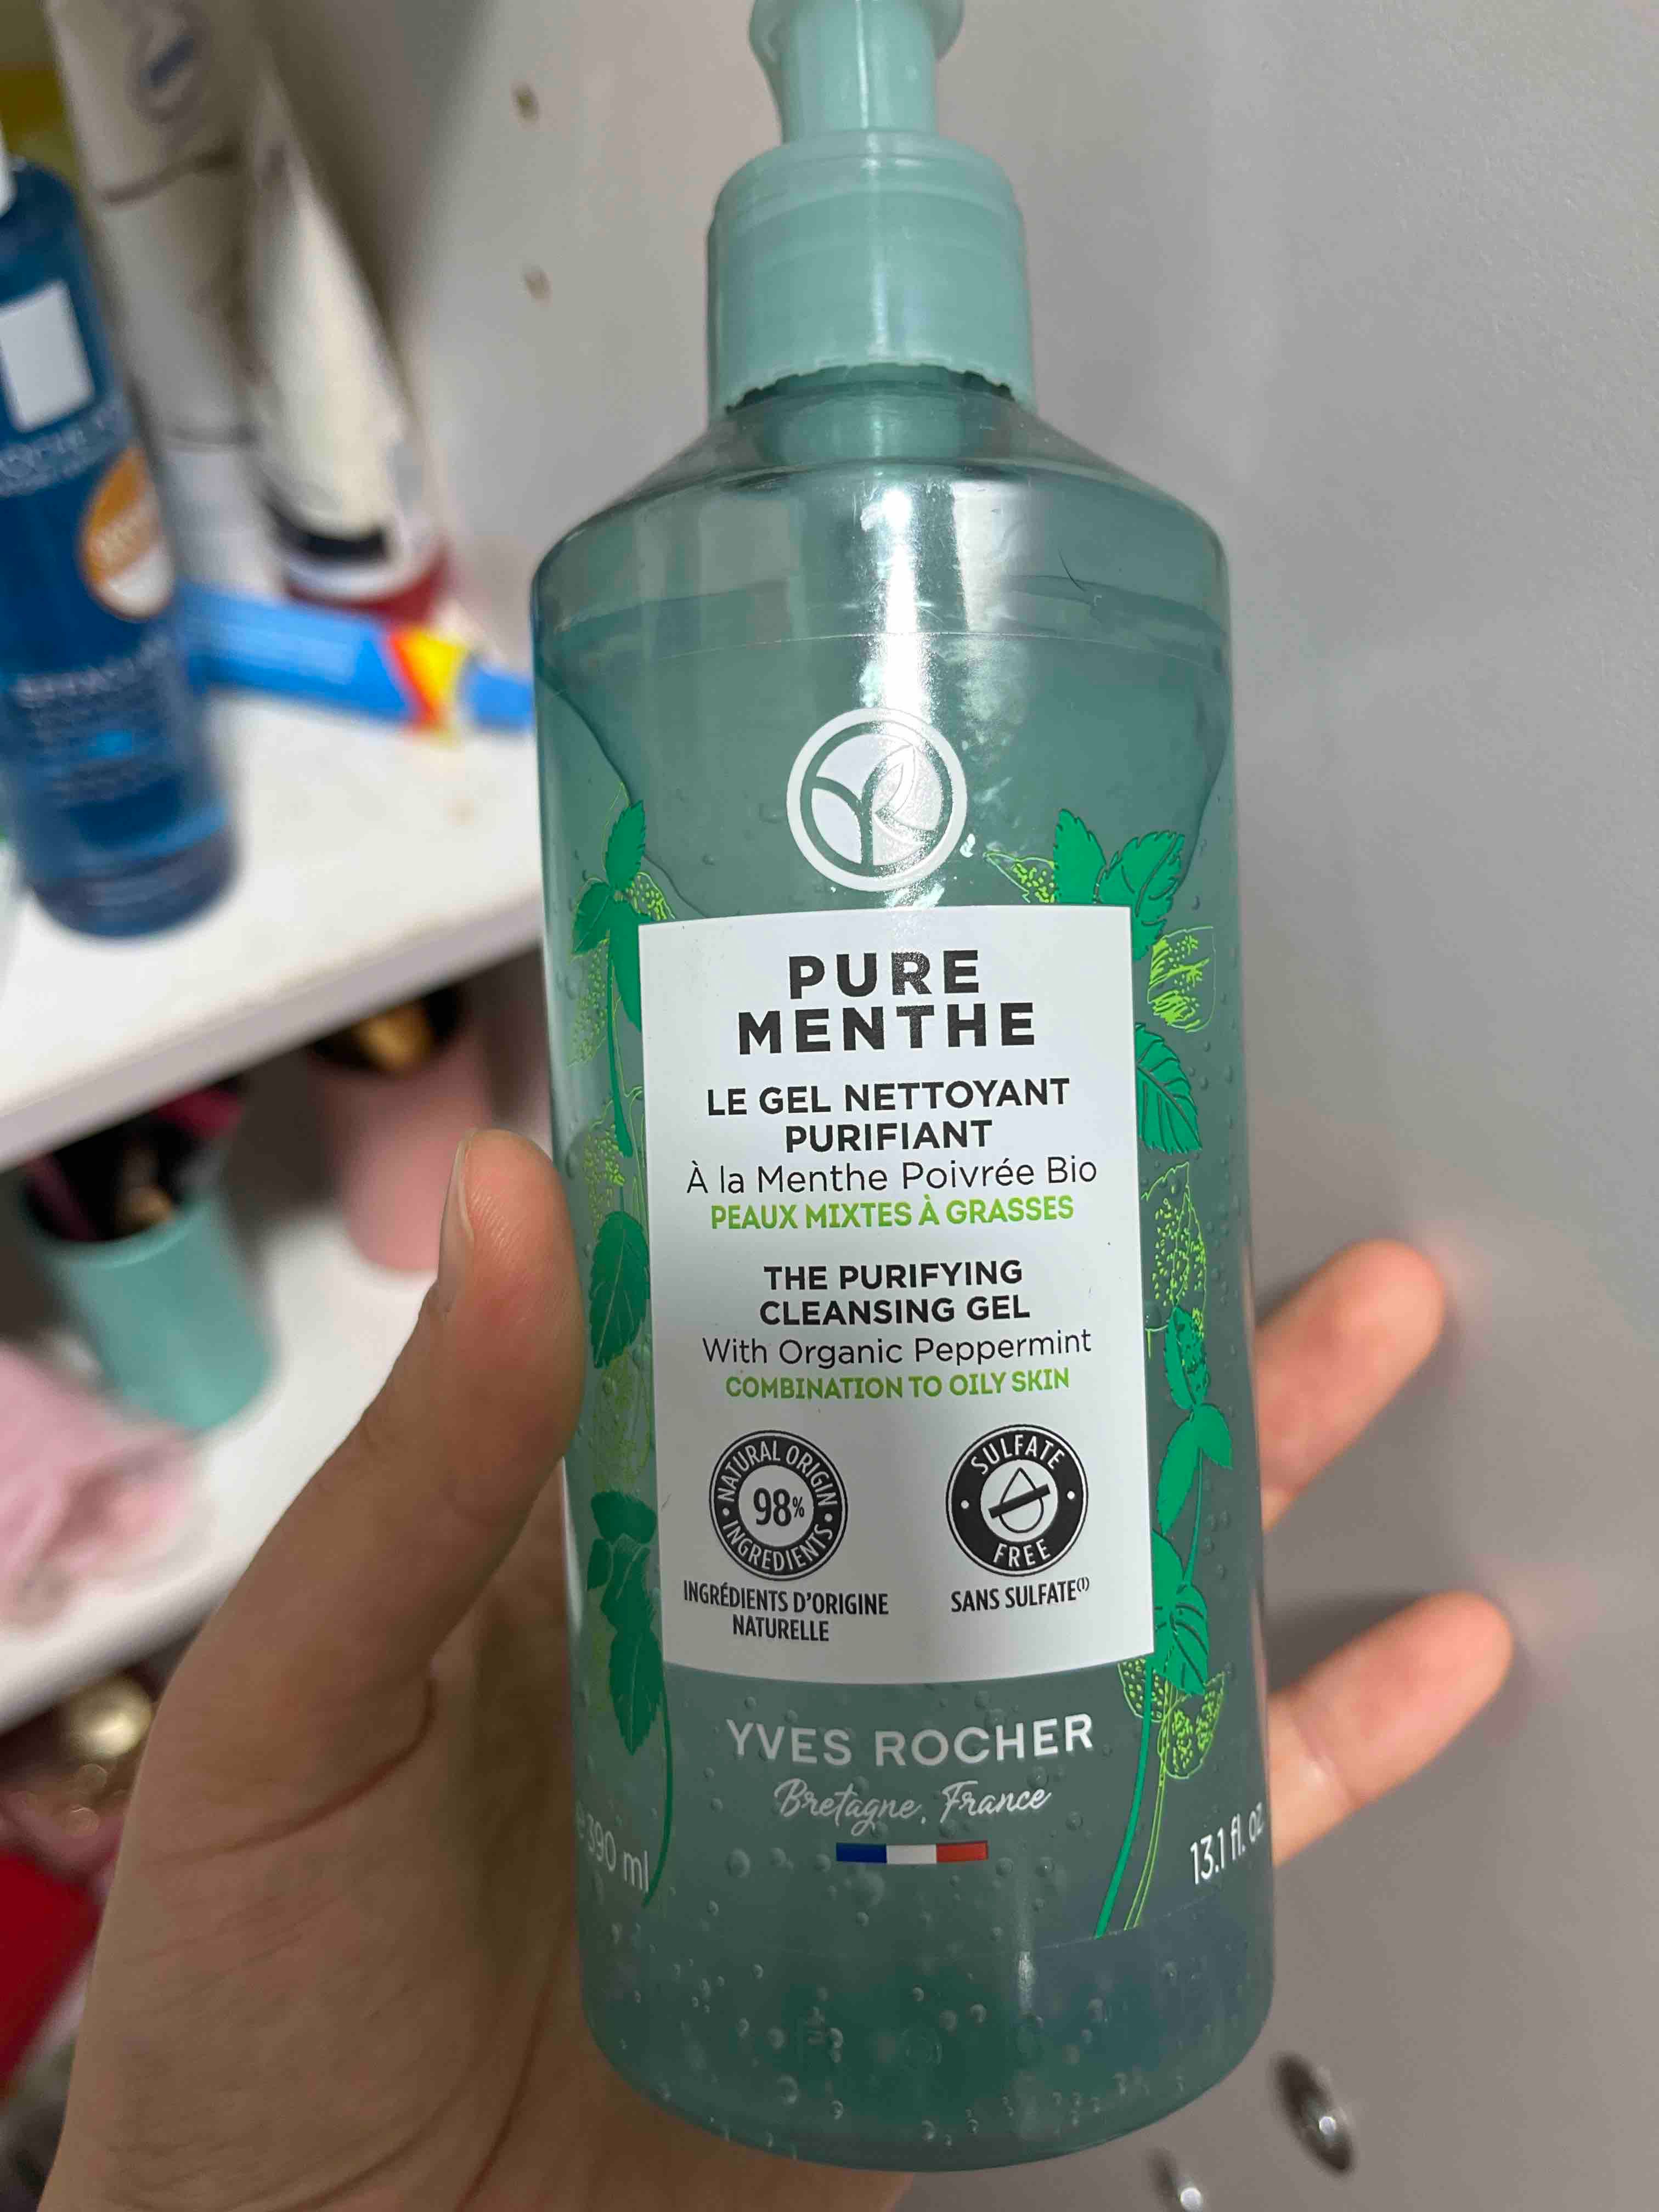 PURE
MENTHE
LE GEL NETTOYANT
PURIFIANT
À la Menthe Poivrée Bio
PEAUX MIXTES À GRASSES
THE PURIFYING
CLEANSING GEL
With Organic Peppermint
COMBINATION TO OILY SKIN
NATURAL ORIGIN
98%
INGREDIENTS
INGRÉDIENTS D'ORIGINE
NATURELLE
SULFATE
FREE
SANS SULFATE(1)
YVES ROCHER
Bretagne, France
390 ml
13.1 fl. oz